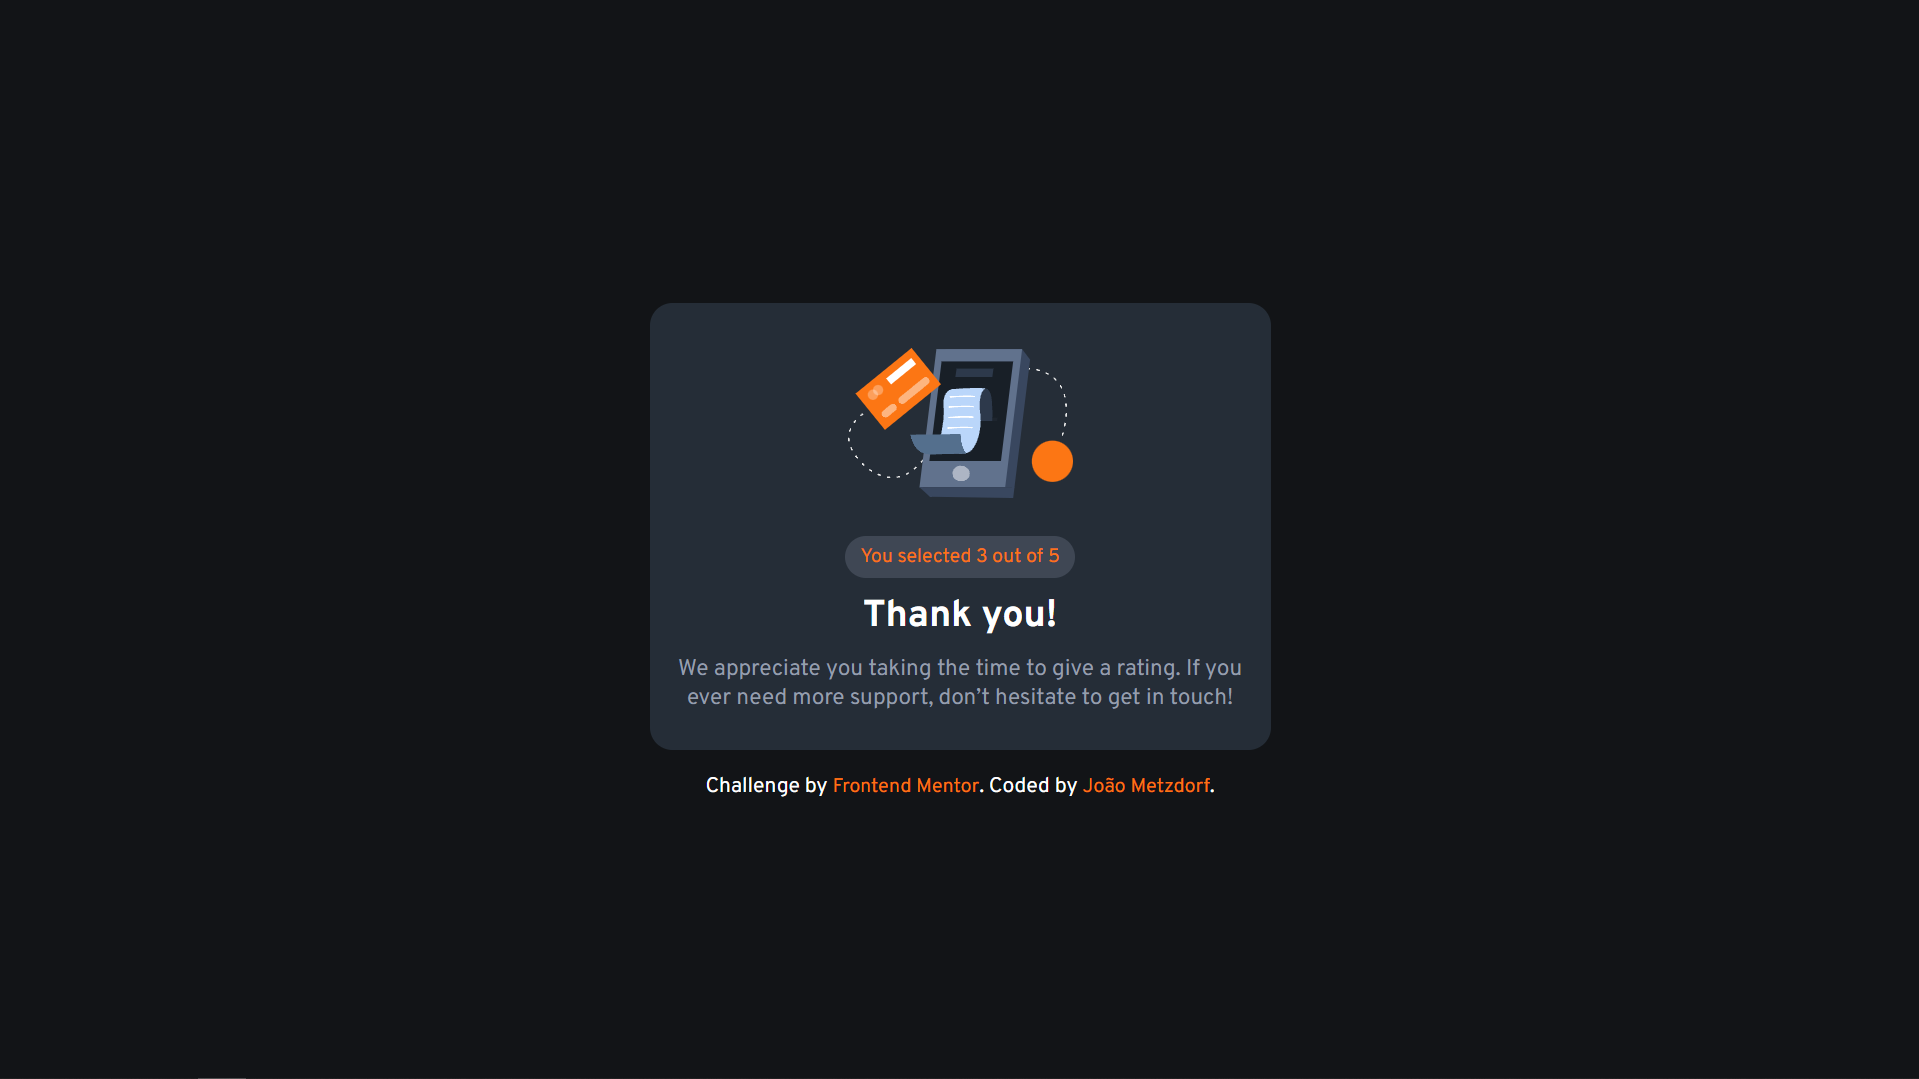 You selected 3 out of 5
Thank you!
We appreciate you taking the time to give a rating. If you
ever need more support, don’t hesitate to get in touch!
Challenge by Frontend Mentor. Coded by João Metzdorf.